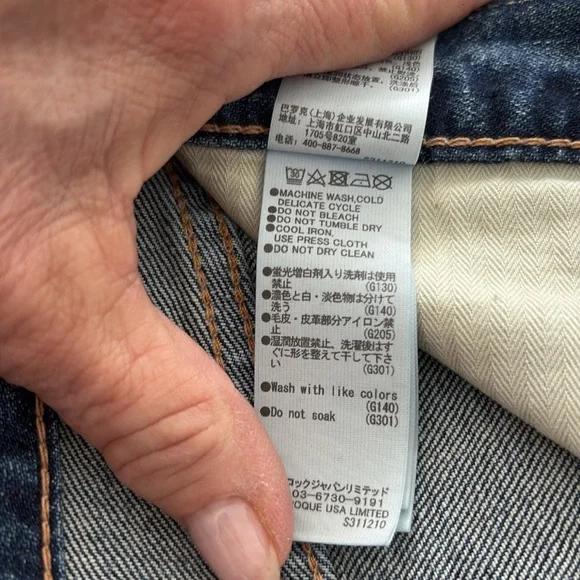 (G140)
(G205)
(G301)
巴罗克(上海)企业发展有限公司
地址: 上海市虹口区中山北二路
1705号820室
电话: 400-887-8668
S311210
30
●MACHINE WASH,COLD
DELICATE CYCLE
●DO NOT BLEACH
●DO NOT TUMBLE DRY
●COOL IRON,
USE PRESS CLOTH
●DO NOT DRY CLEAN
●蛍光増白剤入り洗剤は使用
禁止 (G130)
●濃色と白・淡色物は分けて
洗う (G140)
●毛皮・皮革部分アイロン禁
止 (G205)
●湿潤放置禁止、洗濯後はす
ぐに形を整えて干して下さ
い (G301)
●Wash with like colors
(G140)
●Do not soak (G301)
ロックジャパンリミテッド
03-6730-9191
OQUE USA LIMITED
S311210